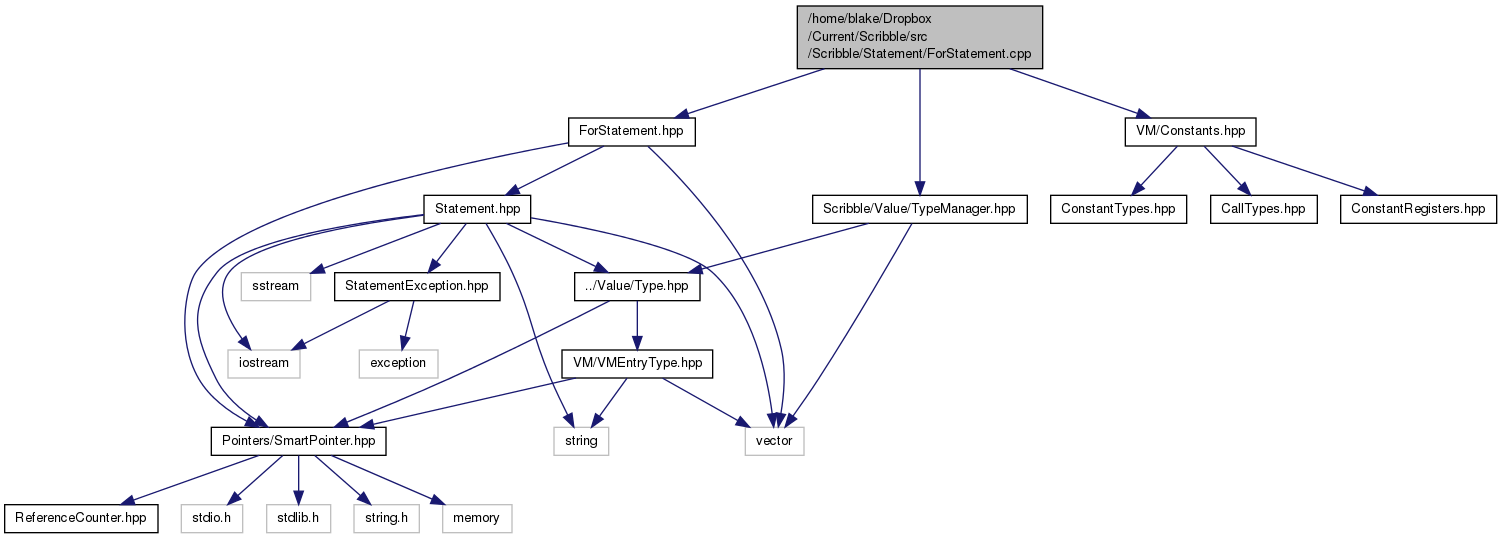 /home/blake/Dropbox
/Current/Scribble/src
/Scribble/Statement/ForStatement.cpp
ForStatement.hpp
VM/Constants.hpp
Statement.hpp
Scribble/Value/TypeManager.hpp
ConstantTypes.hpp
CallTypes.hpp
ConstantRegisters.hpp
sstream
StatementException.hpp
../Value/Type.hpp
iostream
exception
VM/VMEntryType.hpp
Pointers/SmartPointer.hpp
string
vector
ReferenceCounter.hpp
stdio.h
stdlib.h
string.h
memory